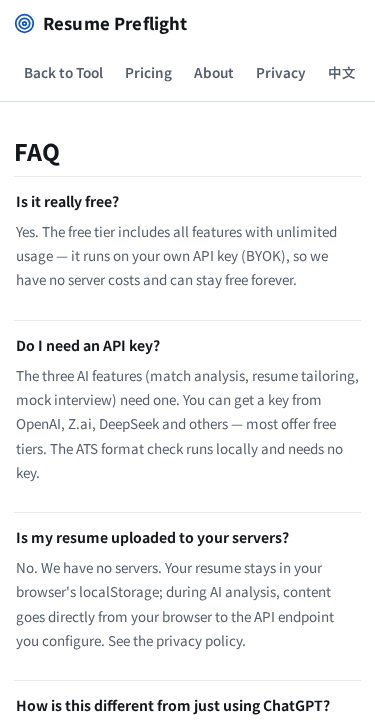 Resume Preflight
Back to Tool Pricing About Privacy 中文
FAQ
Is it really free?
Yes. The free tier includes all features with unlimited
usage — it runs on your own API key (BYOK), so we
have no server costs and can stay free forever.
Do I need an API key?
The three AI features (match analysis, resume tailoring,
mock interview) need one. You can get a key from
OpenAI, Z.ai, DeepSeek and others — most offer free
tiers. The ATS format check runs locally and needs no
key.
Is my resume uploaded to your servers?
No. We have no servers. Your resume stays in your
browser's localStorage; during AI analysis, content
goes directly from your browser to the API endpoint
you configure. See the privacy policy.
How is this different from just using ChatGPT?